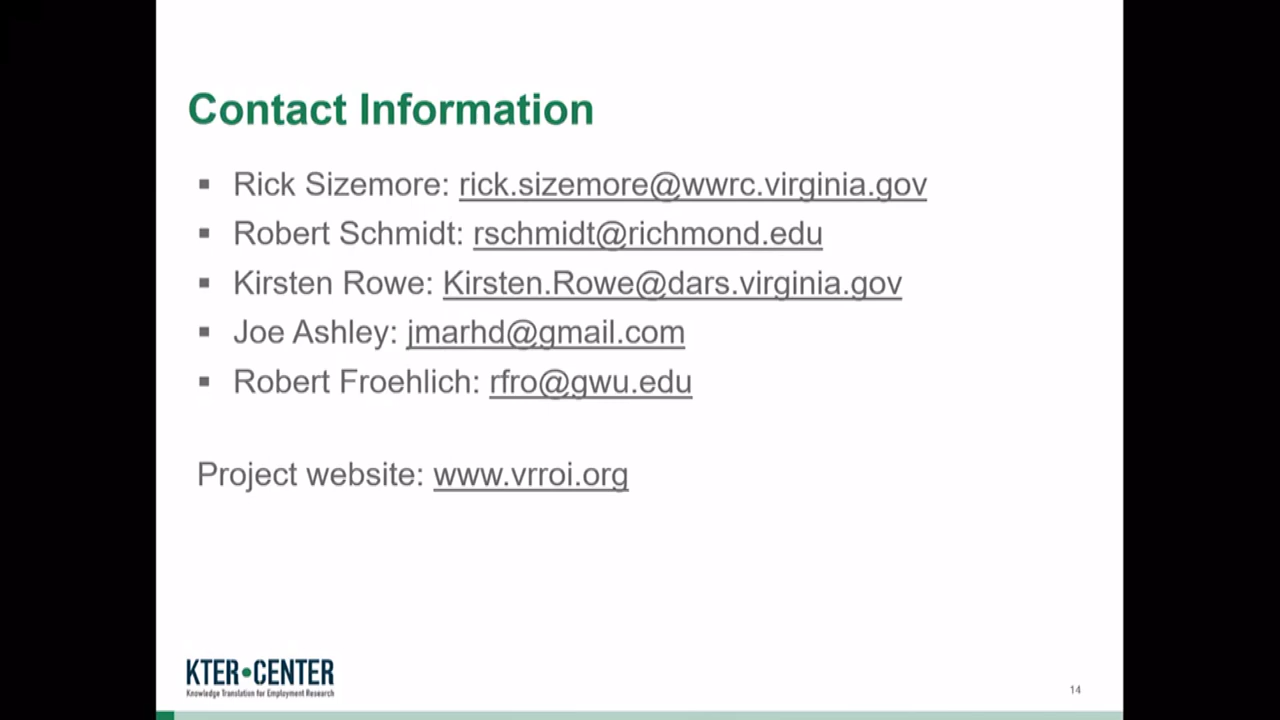 Contact Information
▪ Rick Sizemore: rick.sizemore@wwrc.virginia.gov
▪ Robert Schmidt: rschmidt@richmond.edu
▪ Kirsten Rowe: Kirsten.Rowe@dars.virginia.gov
▪ Joe Ashley: jmarhd@gmail.com
▪ Robert Froehlich: rfro@gwu.edu
Project website: www.vrroi.org
KTER•CENTER
Knowledge Translation for Employment Research
14